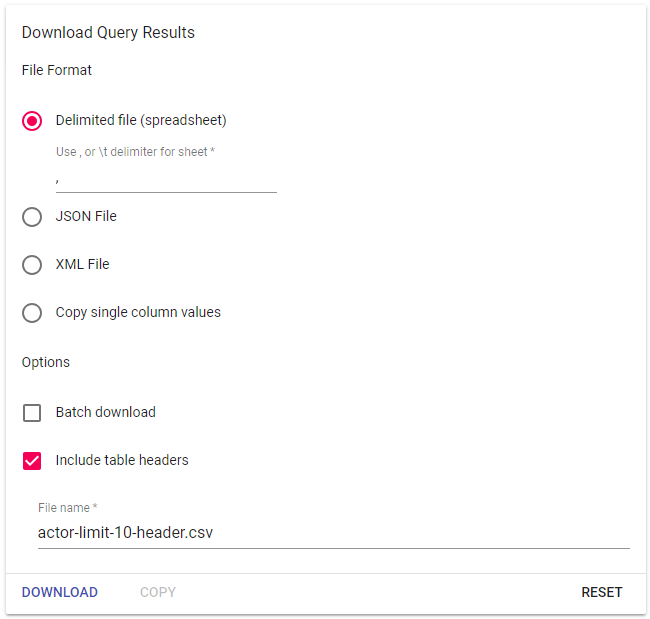 Download Query Results
File Format
Delimited file (spreadsheet)
Use , or \t delimiter for sheet *
,
JSON File
XML File
Copy single column values
Options
Batch download
Include table headers
File name *
actor-limit-10-header.csv
DOWNLOAD COPY RESET